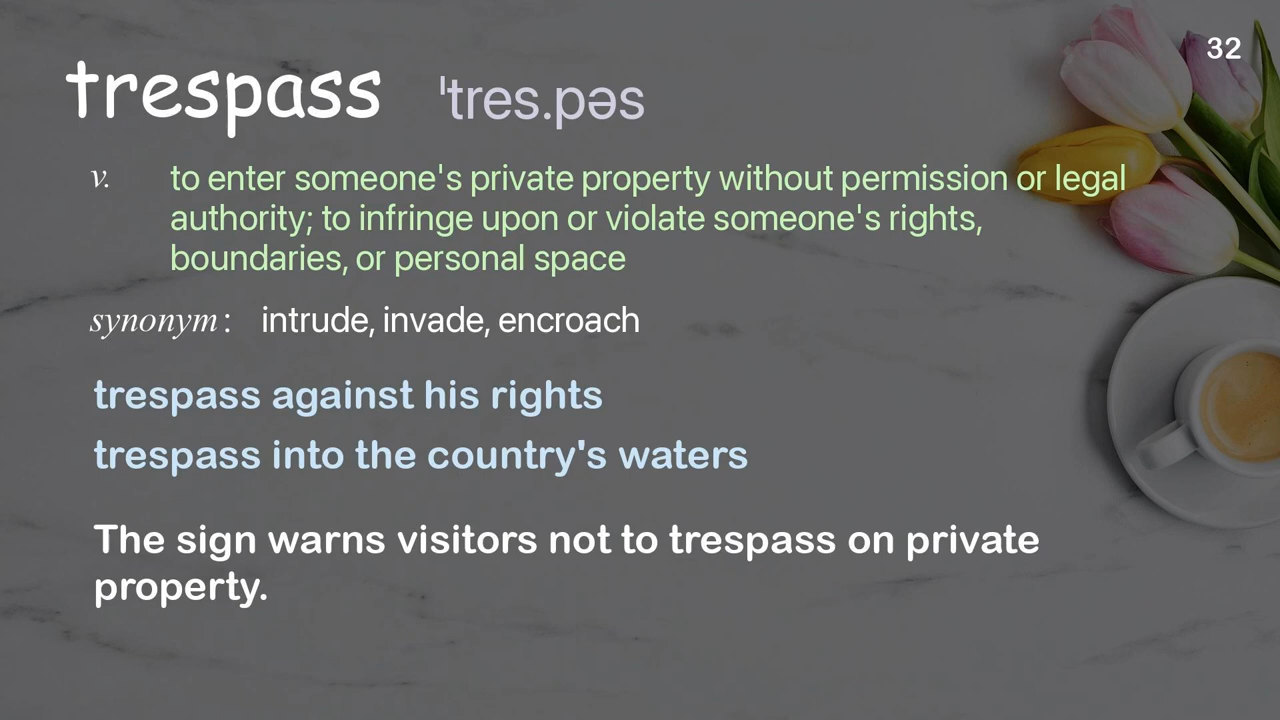 32
trespass ˈtres.pəs
v. to enter someone's private property without permission or legal
authority; to infringe upon or violate someone's rights,
boundaries, or personal space
synonym: intrude, invade, encroach
trespass against his rights
trespass into the country's waters
The sign warns visitors not to trespass on private
property.